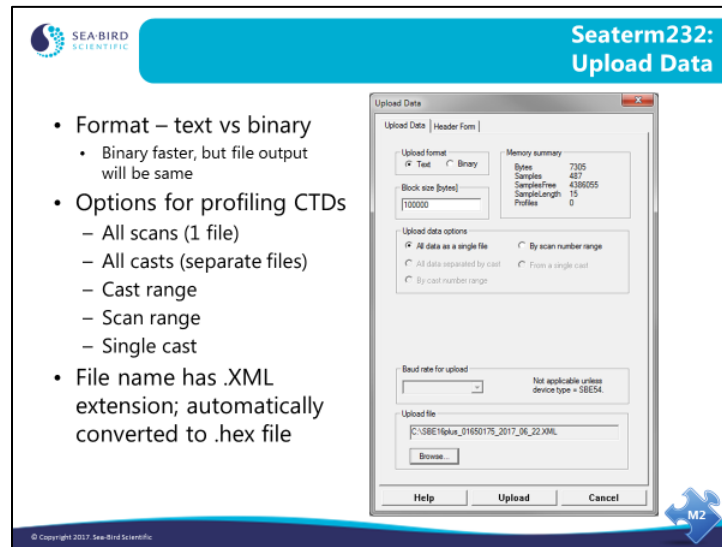 SEA·BIRD
SCIENTIFIC
Seaterm232:
Upload Data
• Format – text vs binary
• Binary faster, but file output
will be same
• Options for profiling CTDs
– All scans (1 file)
– All casts (separate files)
– Cast range
– Scan range
– Single cast
• File name has .XML
extension; automatically
converted to .hex file
Upload Data
Upload Data Header Form
Upload format
Text Binary
Block size [bytes]
100000
Memory summary
Bytes 7305
Samples 487
SamplesFree 4386055
SampleLength 15
Profiles 0
Upload data options
All data as a single file By scan number range
All data separated by cast From a single cast
By cast number range
Baud rate for upload
Not applicable unless
device type = SBE54.
Upload file
C:\SBE16plus_01650175_2017_06_22.XML
Browse...
Help Upload Cancel
M2
© Copyright 2017. Sea-Bird Scientific